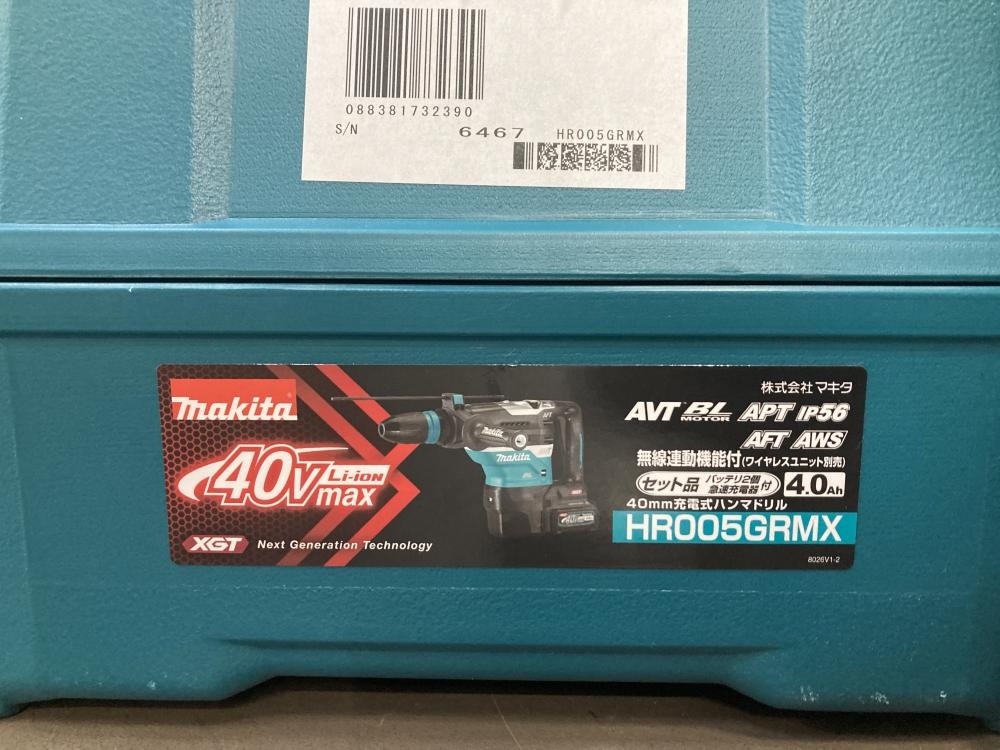 088381732390
S/N 6467 HR005GRMX
株式会社マキタ
makita
AVT BL MOTOR APT IP56
AFT AWS
40Vmax Li-ion
無線連動機能付(ワイヤレスユニット別売)
セット品 バッテリ2個 急速充電器付 4.0Ah
40mm充電式ハンマドリル
HR005GRMX
XGT Next Generation Technology
8026V1-2
AFT
makita